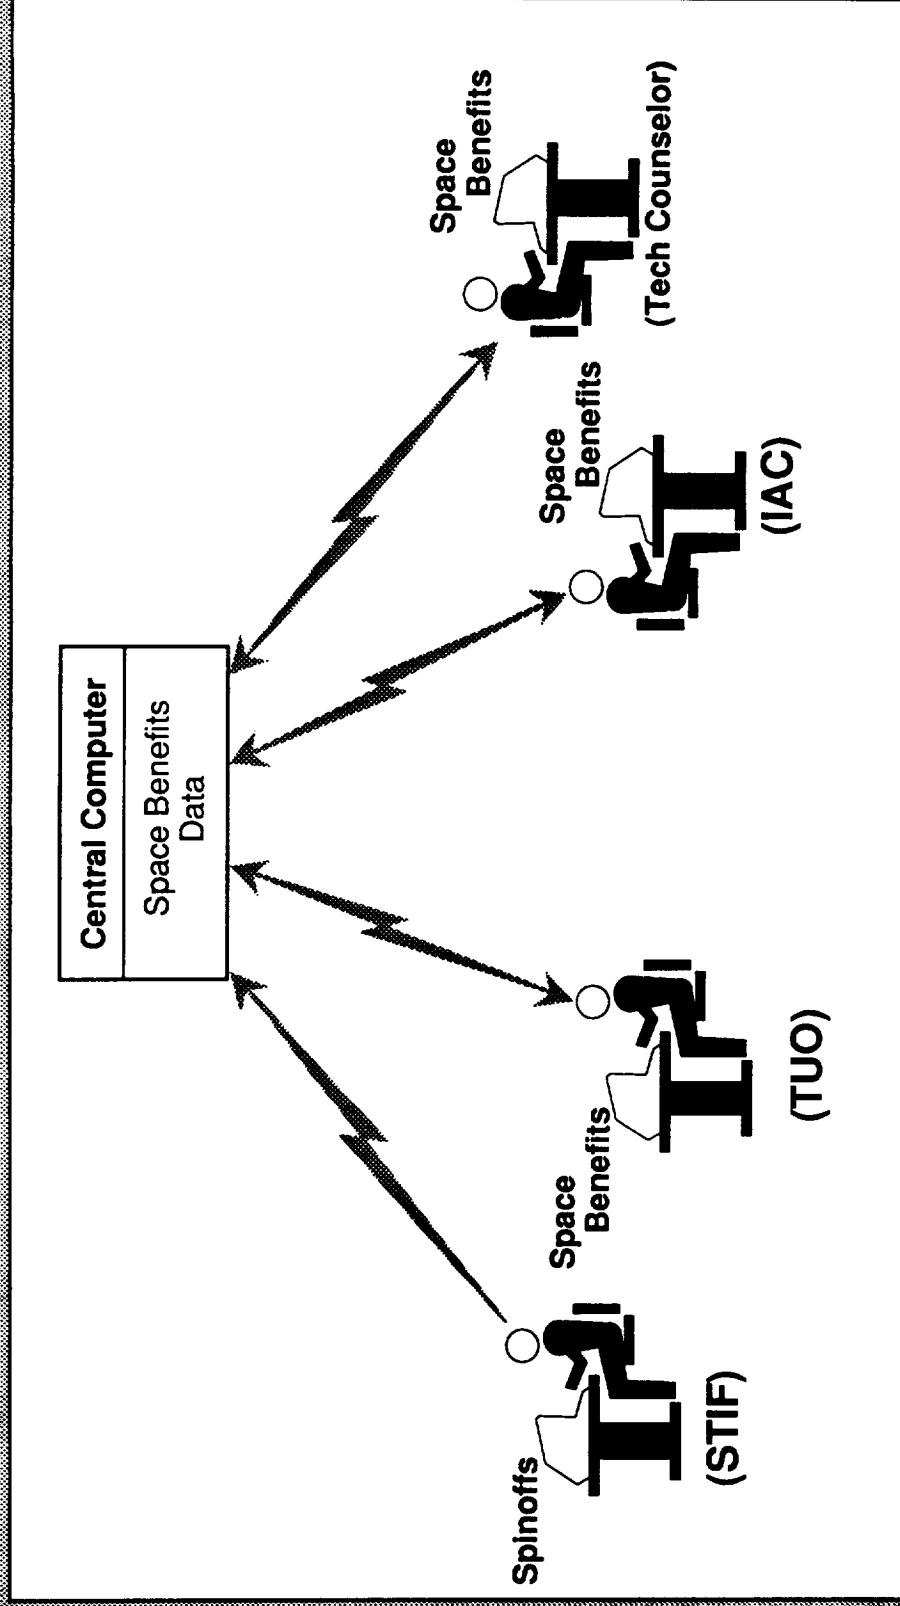 Central Computer
Space Benefits
Data
Spinoffs
(STIF)
Space
Benefits
(TUO)
Space
Benefits
(IAC)
Space
Benefits
(Tech Counselor)